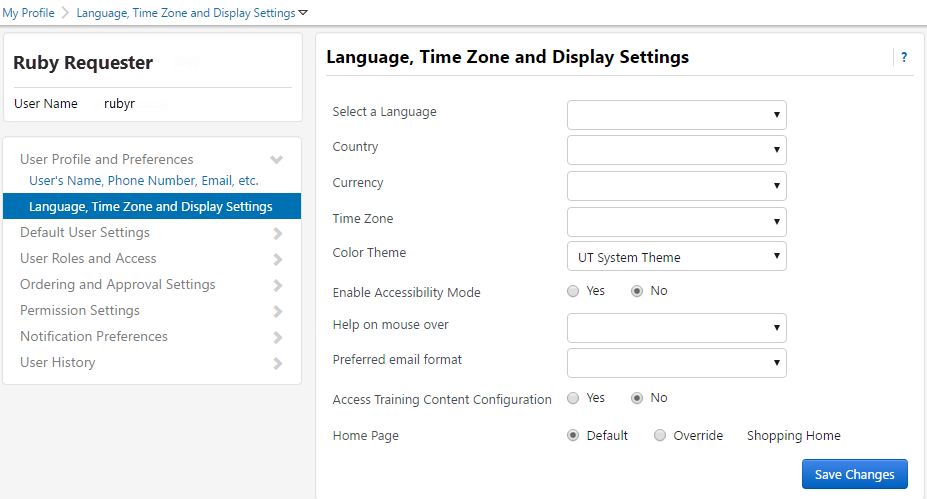 My Profile Language, Time Zone and Display Settings
Ruby Requester
User Name rubyr
User Profile and Preferences
User's Name, Phone Number, Email, etc.
Language, Time Zone and Display Settings
Default User Settings
User Roles and Access
Ordering and Approval Settings
Permission Settings
Notification Preferences
User History
Language, Time Zone and Display Settings ?
Select a Language
Country
Currency
Time Zone
Color Theme UT System Theme
Enable Accessibility Mode Yes No
Help on mouse over
Preferred email format
Access Training Content Configuration Yes No
Home Page Default Override Shopping Home
Save Changes